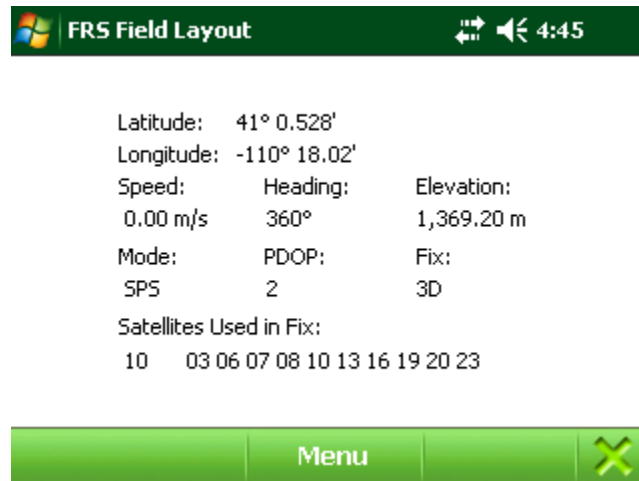 FRS Field Layout 4:45
Latitude: 41° 0.528'
Longitude: -110° 18.02'
Speed: Heading: Elevation:
0.00 m/s 360° 1,369.20 m
Mode: PDOP: Fix:
SPS 2 3D
Satellites Used in Fix:
10 03 06 07 08 10 13 16 19 20 23
Menu